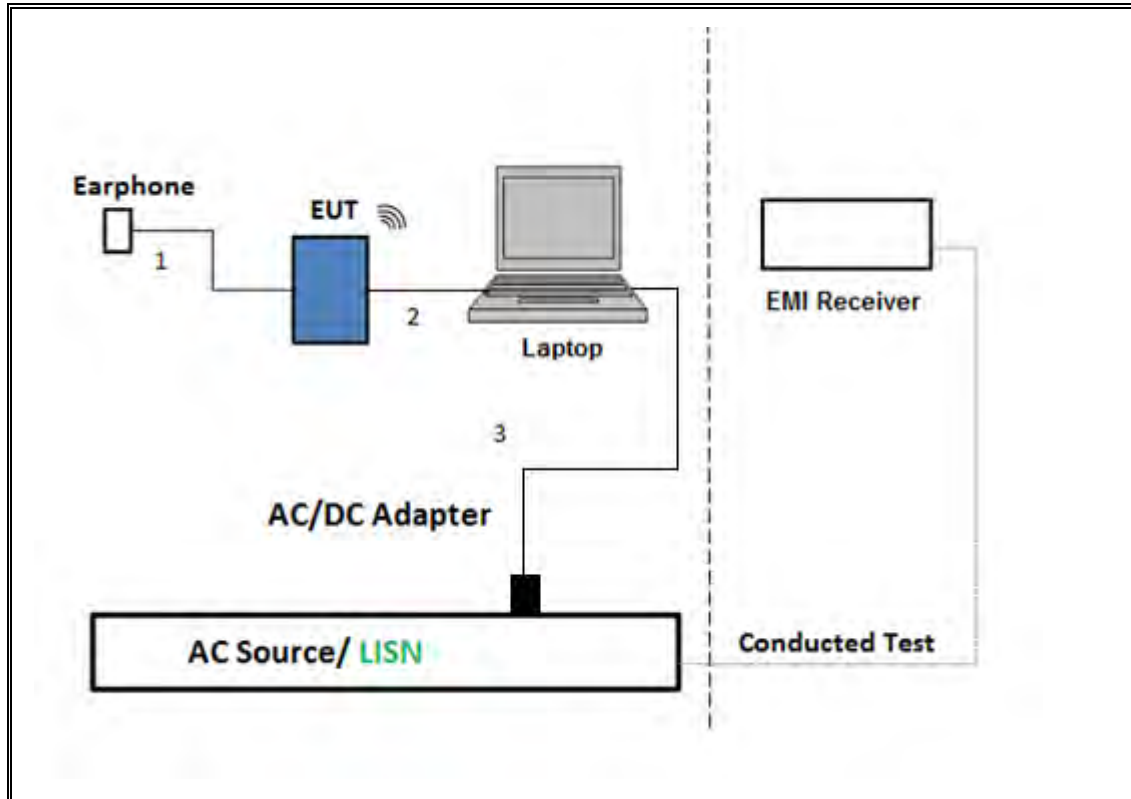 Earphone
EUT
1
2
Laptop
EMI Receiver
3
AC/DC Adapter
AC Source/ LISN
Conducted Test